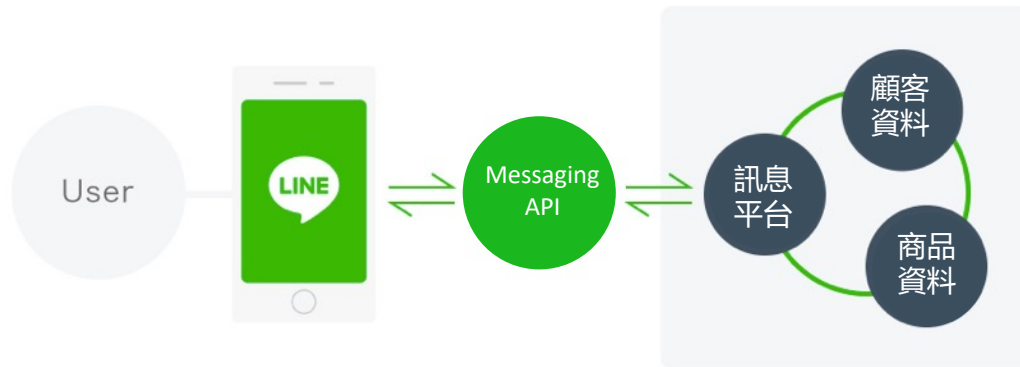 User
LINE
Messaging
API
訊息
平台
顧客
資料
商品
資料